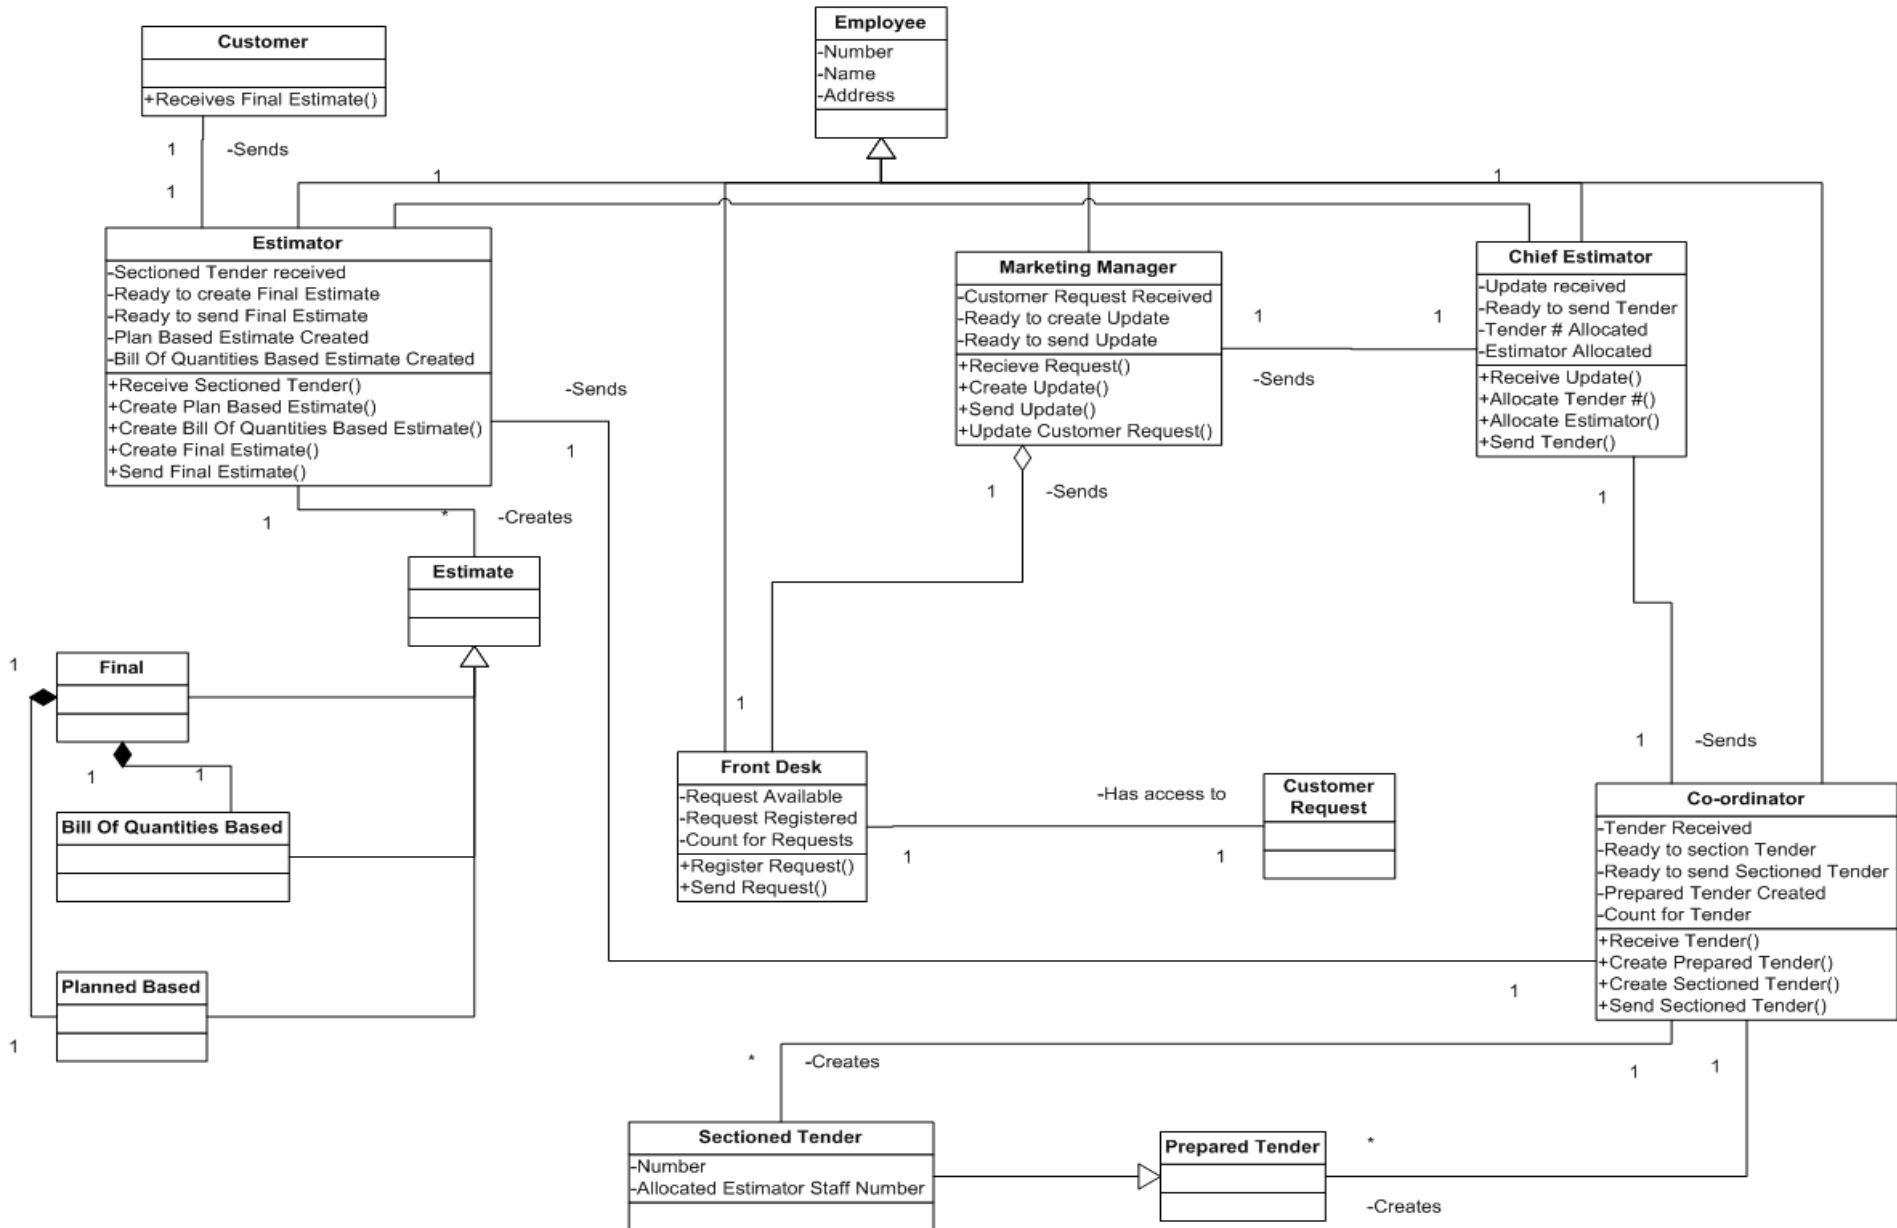 Customer
+Receives Final Estimate()
Employee
-Number
-Name
-Address
1
-Sends
1
1
1
Estimator
-Sectioned Tender received
-Ready to create Final Estimate
-Ready to send Final Estimate
-Plan Based Estimate Created
-Bill Of Quantities Based Estimate Created
+Receive Sectioned Tender()
+Create Plan Based Estimate()
+Create Bill Of Quantities Based Estimate()
+Create Final Estimate()
+Send Final Estimate()
-Sends
1
Marketing Manager
-Customer Request Received
-Ready to create Update
-Ready to send Update
+Recieve Request()
+Create Update()
+Send Update()
+Update Customer Request()
1
1
-Sends
Chief Estimator
-Update received
-Ready to send Tender
-Tender # Allocated
-Estimator Allocated
+Receive Update()
+Allocate Tender #()
+Allocate Estimator()
+Send Tender()
1
-Sends
1
1
*
-Creates
Estimate
1
Final
1
1
Bill Of Quantities Based
Planned Based
1
1
Front Desk
-Request Available
-Request Registered
-Count for Requests
+Register Request()
+Send Request()
-Has access to
1
1
Customer
Request
1
-Sends
Co-ordinator
-Tender Received
-Ready to section Tender
-Ready to send Sectioned Tender
-Prepared Tender Created
-Count for Tender
+Receive Tender()
+Create Prepared Tender()
+Create Sectioned Tender()
+Send Sectioned Tender()
1
*
-Creates
1
1
Sectioned Tender
-Number
-Allocated Estimator Staff Number
Prepared Tender
*
-Creates